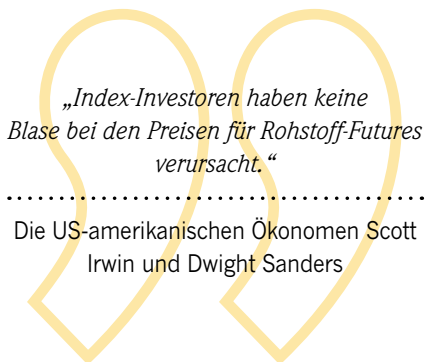 „Index-Investoren haben keine
Blase bei den Preisen für Rohstoff-Futures
verursacht.“
Die US-amerikanischen Ökonomen Scott
Irwin und Dwight Sanders